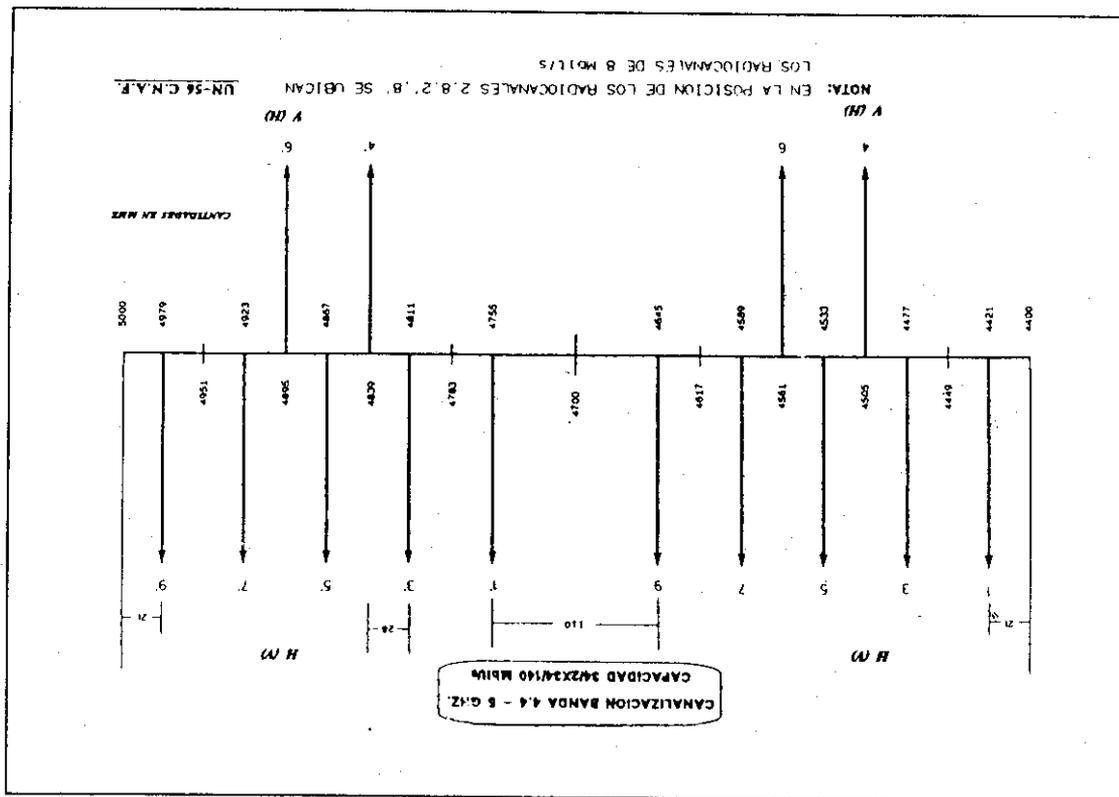 CANALIZACION BANDA 4.4 - 5 GHZ.
CAPACIDAD 34/2X34/140 Mbit/s
H (V) H (V)
21 110 28 21
1 3 5 7 9 1' 3' 5' 7' 9'
4449 4505 4561 4617 4700 4783 4839 4895 4951
4400 4421 4477 4533 4589 4645 4755 4811 4867 4923 4979 5000
CANTIDADES EN MHZ
4 6 4' 6'
V (H) V (H)
NOTA: EN LA POSICION DE LOS RADIOCANALES 2,8,2',8' SE UBICAN
LOS RADIOCANALES DE 8 Mbit/s
UN-56 C.N.A.F.